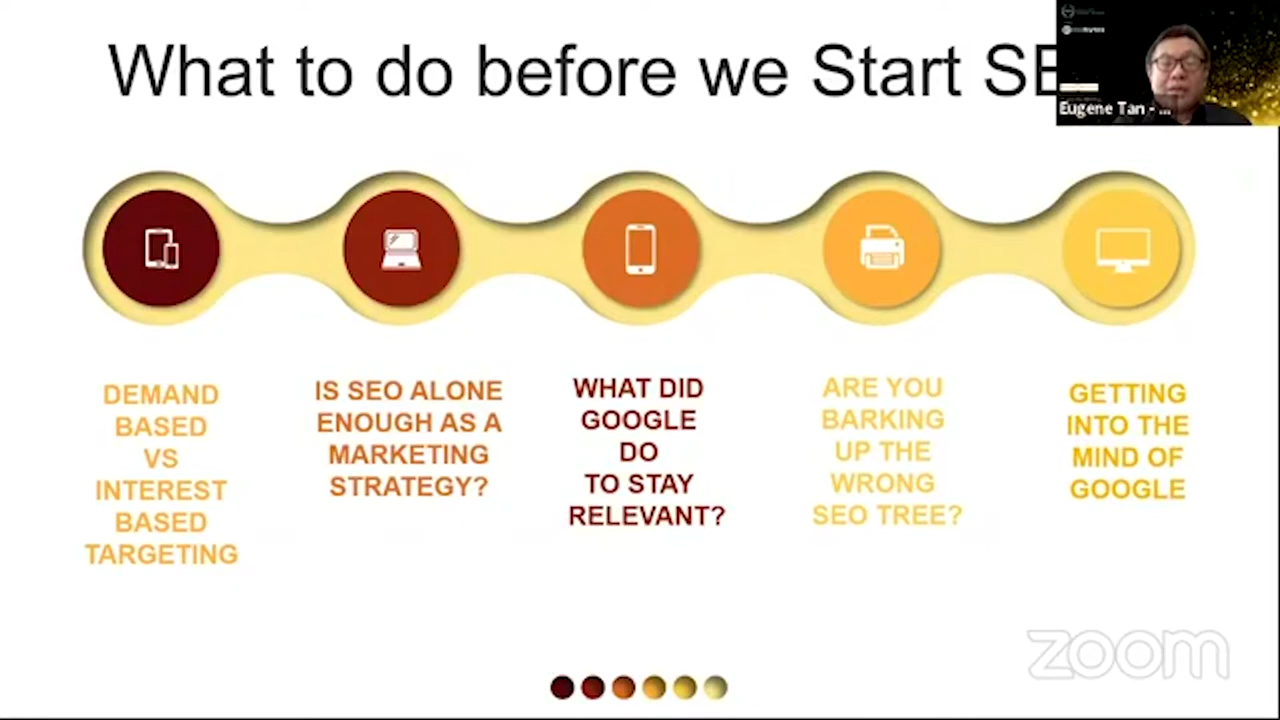 What to do before we Start SE
Eugene Tan - ...
DEMAND
BASED
VS
INTEREST
BASED
TARGETING
IS SEO ALONE
ENOUGH AS A
MARKETING
STRATEGY?
WHAT DID
GOOGLE
DO
TO STAY
RELEVANT?
ARE YOU
BARKING
UP THE
WRONG
SEO TREE?
GETTING
INTO THE
MIND OF
GOOGLE
zoom